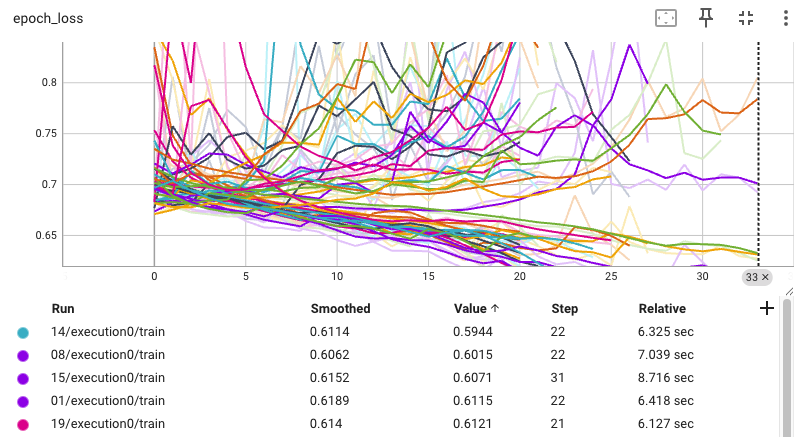 epoch_loss
0.8
0.75
0.7
0.65
0 5 10 15 20 25 30 33 ×
Run Smoothed Value ↑ Step Relative
14/execution0/train 0.6114 0.5944 22 6.325 sec
08/execution0/train 0.6062 0.6015 22 7.039 sec
15/execution0/train 0.6152 0.6071 31 8.716 sec
01/execution0/train 0.6189 0.6115 22 6.418 sec
19/execution0/train 0.614 0.6121 21 6.127 sec